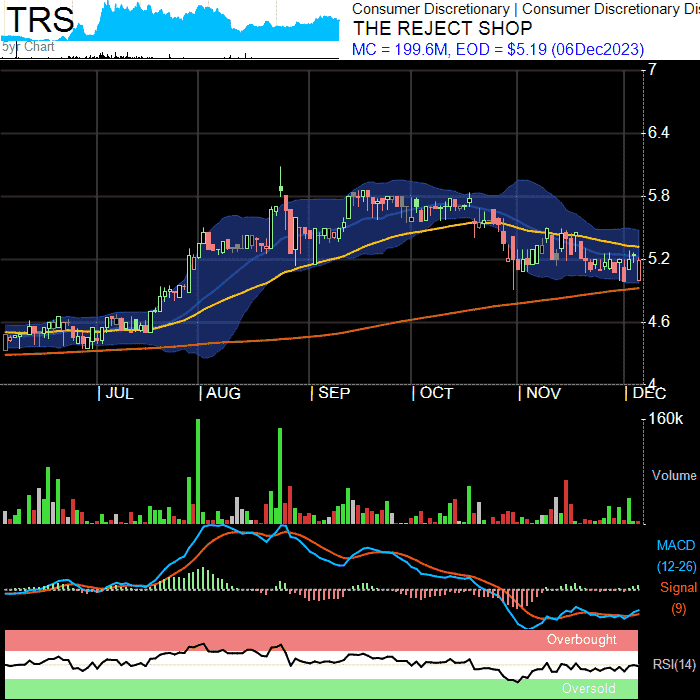 TRS
5yr Chart
Consumer Discretionary | Consumer Discretionary Dis
THE REJECT SHOP
MC = 199.6M, EOD = $5.19 (06Dec2023)
7
6.4
5.8
5.2
4.6
4
| JUL | AUG | SEP | OCT | NOV | DEC
160k
Volume
MACD
(12-26)
Signal
(9)
Overbought
RSI(14)
Oversold